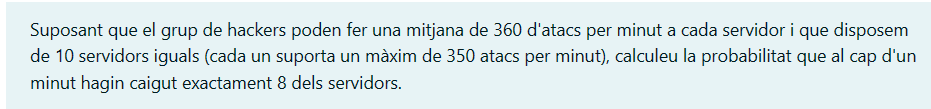 Suposant que el grup de hackers poden fer una mitjana de 360 d'atacs per minut a cada servidor i que disposem
de 10 servidors iguals (cada un suporta un màxim de 350 atacs per minut), calculeu la probabilitat que al cap d'un
minut hagin caigut exactament 8 dels servidors.